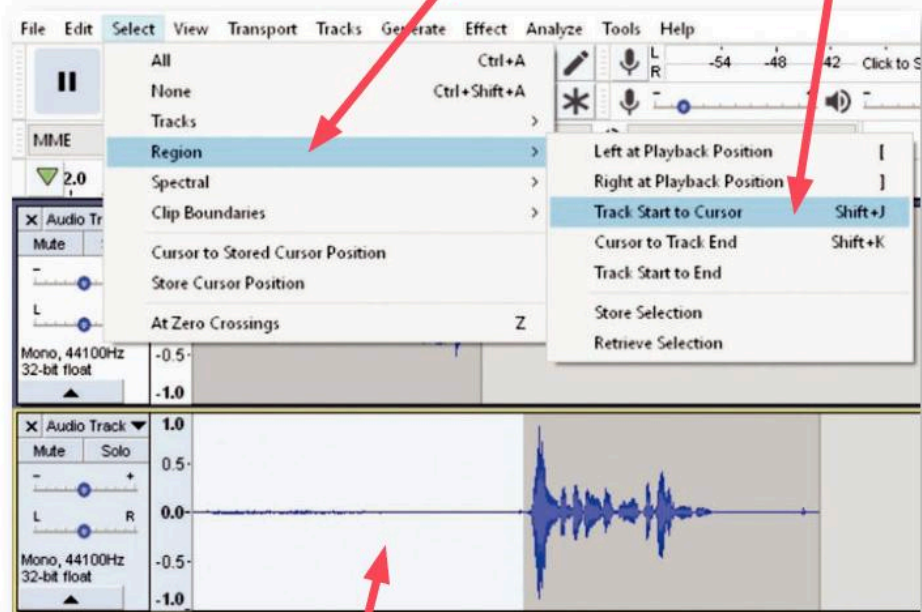 File Edit Select View Transport Tracks Generate Effect Analyze Tools Help
All Ctrl+A
None Ctrl+Shift+A
Tracks >
Region >
Spectral >
Clip Boundaries >
Cursor to Stored Cursor Position
Store Cursor Position
At Zero Crossings Z
Left at Playback Position [
Right at Playback Position ]
Track Start to Cursor Shift+J
Cursor to Track End Shift+K
Track Start to End
Store Selection
Retrieve Selection
L
R
-54 -48 -42 Click to S
- +
-
MME
2.0
X Audio Tr
Mute
-
L
Mono, 44100Hz
32-bit float
-0.5
-1.0
X Audio Track
Mute Solo
- +
L R
Mono, 44100Hz
32-bit float
1.0
0.5
0.0
-0.5
-1.0